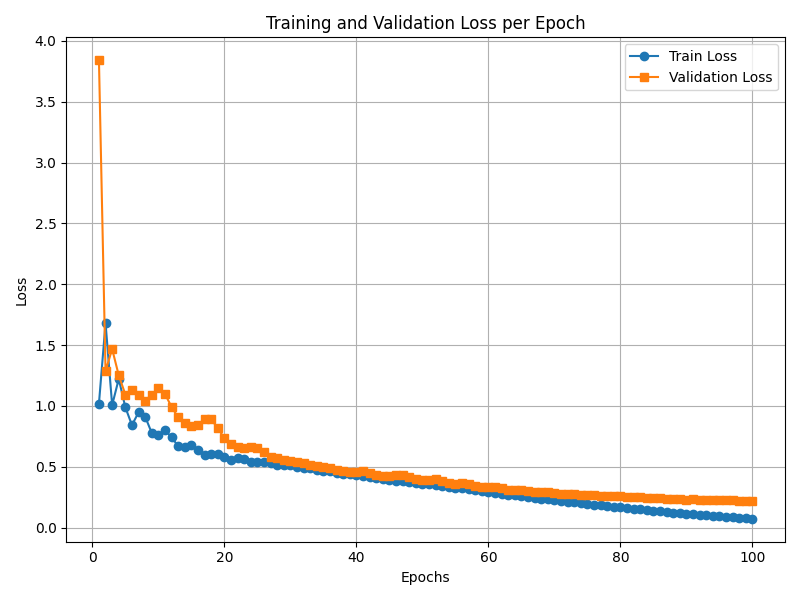 Training and Validation Loss per Epoch
Train Loss
Validation Loss
4.0
3.5
3.0
2.5
2.0
1.5
1.0
0.5
0.0
Loss
0 20 40 60 80 100
Epochs